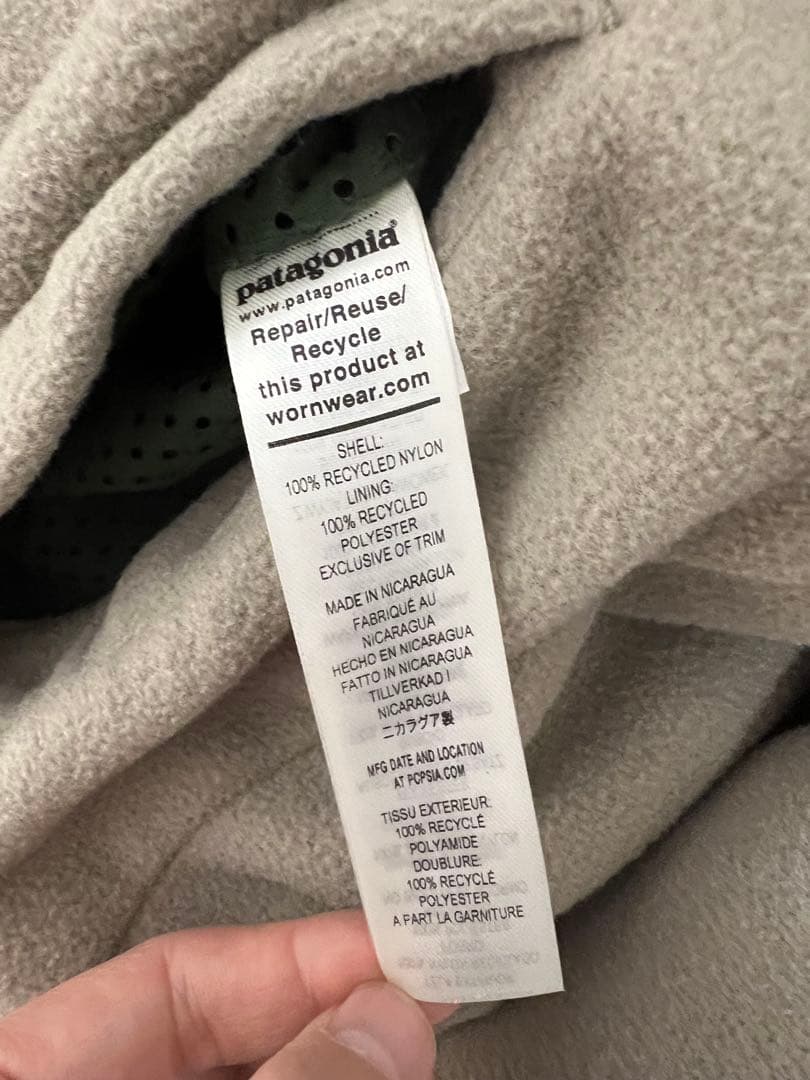 patagonia®
www.patagonia.com
Repair/Reuse/
Recycle
this product at
wornwear.com
SHELL:
100% RECYCLED NYLON
LINING:
100% RECYCLED
POLYESTER
EXCLUSIVE OF TRIM
MADE IN NICARAGUA
FABRIQUÉ AU
NICARAGUA
HECHO EN NICARAGUA
FATTO IN NICARAGUA
TILLVERKAD I
NICARAGUA
ニカラグア製
MFG DATE AND LOCATION
AT PCPSIA.COM
TISSU EXTERIEUR:
100% RECYCLÉ
POLYAMIDE
DOUBLURE:
100% RECYCLÉ
POLYESTER
A PART LA GARNITURE